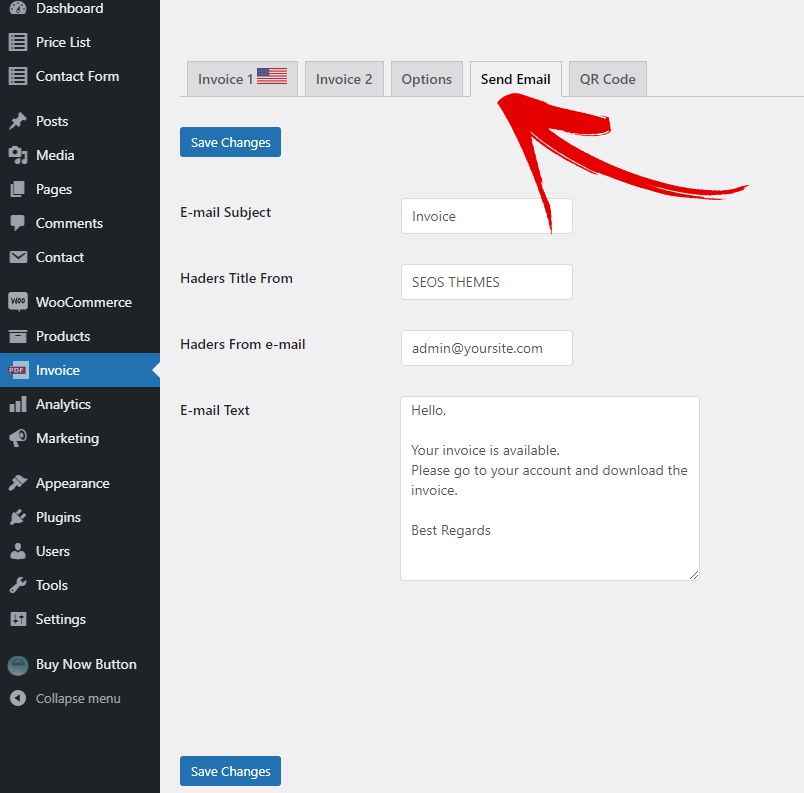 Dashboard
Price List
Contact Form
Posts
Media
Pages
Comments
Contact
WOO WooCommerce
Products
PDF Invoice
Analytics
Marketing
Appearance
Plugins
Users
Tools
Settings
Buy Now Button
Collapse menu
Invoice 1 Invoice 2 Options Send Email QR Code
Save Changes
E-mail Subject Invoice
Haders Title From SEOS THEMES
Haders From e-mail admin@yoursite.com
E-mail Text Hello,
Your invoice is available.
Please go to your account and download the
invoice.
Best Regards
Save Changes